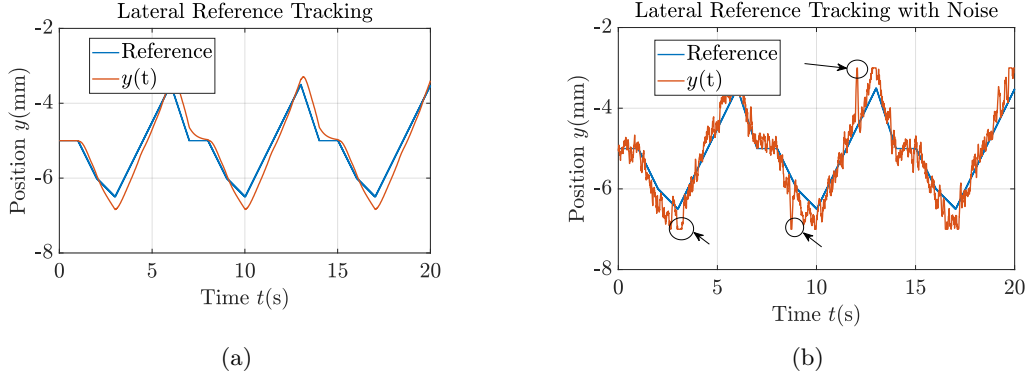 Lateral Reference Tracking
-2
-4
-6
-8
Position y(mm)
Reference
y(t)
0
5
10
15
20
Time t(s)
(a)
Lateral Reference Tracking with Noise
-2
-4
-6
-8
Position y(mm)
Reference
y(t)
0
5
10
15
20
Time t(s)
(b)